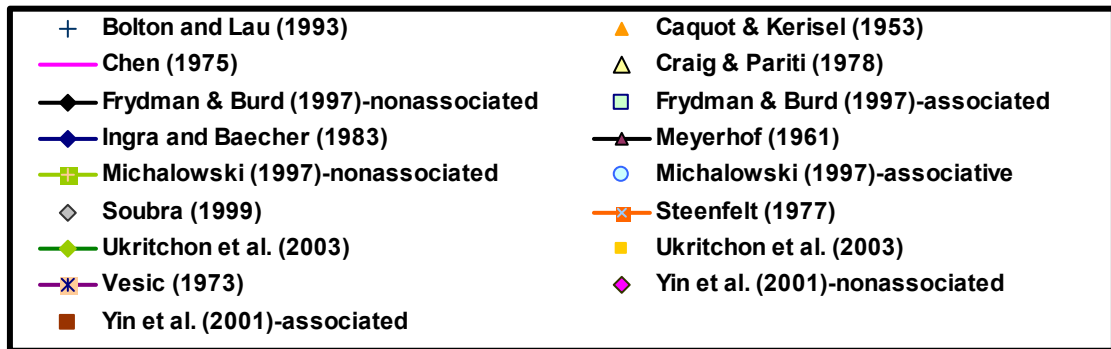 Bolton and Lau (1993) Caquot & Kerisel (1953)
Chen (1975) Craig & Pariti (1978)
Frydman & Burd (1997)-nonassociated Frydman & Burd (1997)-associated
Ingra and Baecher (1983) Meyerhof (1961)
Michalowski (1997)-nonassociated Michalowski (1997)-associative
Soubra (1999) Steenfelt (1977)
Ukritchon et al. (2003) Ukritchon et al. (2003)
Vesic (1973) Yin et al. (2001)-nonassociated
Yin et al. (2001)-associated